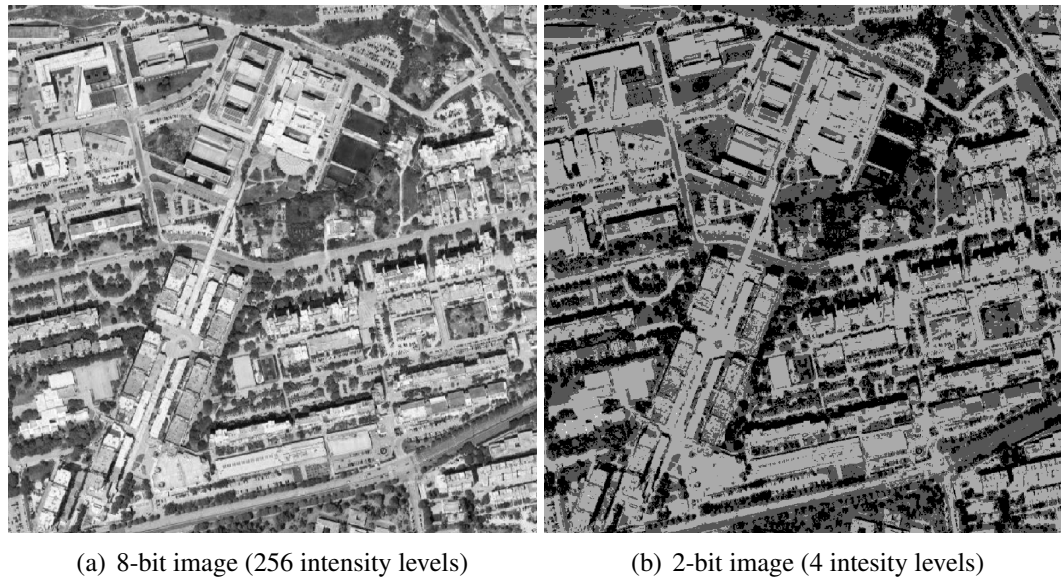 (a) 8-bit image (256 intensity levels)
(b) 2-bit image (4 intesity levels)